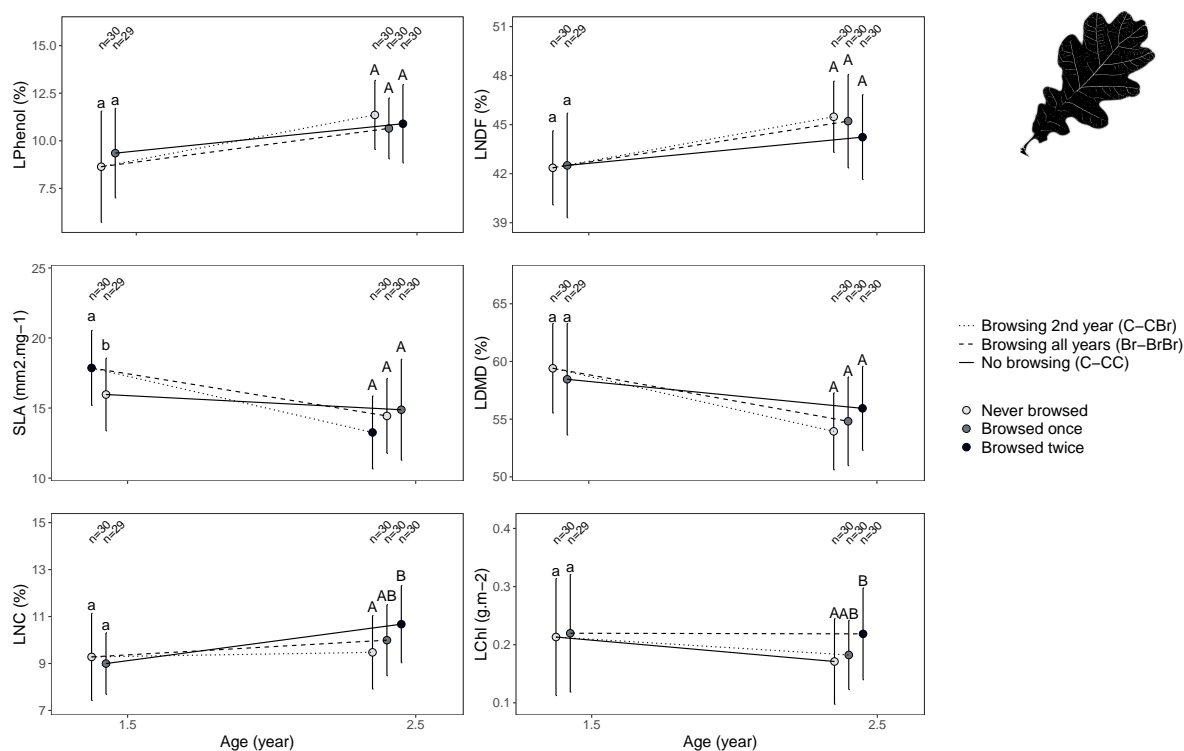 n=30
n=29
n=30
n=30
n=30
15.0
12.5
10.0
7.5
LPhenol (%)
a
a
A
A
A
n=30
n=29
n=30
n=30
n=30
51
48
45
42
39
LNDF (%)
a
a
A
A
A
n=30
n=29
n=30
n=30
n=30
25
20
15
10
SLA (mm2.mg−1)
a
b
A
A
A
n=30
n=29
n=30
n=30
n=30
65
60
55
50
LDMD (%)
a
a
A
A
A
Browsing 2nd year (C−CBr)
Browsing all years (Br−BrBr)
No browsing (C−CC)
Never browsed
Browsed once
Browsed twice
n=30
n=29
n=30
n=30
n=30
15
13
11
9
7
LNC (%)
a
a
A
AB
B
1.5
2.5
Age (year)
n=30
n=29
n=30
n=30
n=30
0.4
0.3
0.2
0.1
LChl (g.m−2)
a
a
A
AB
B
1.5
2.5
Age (year)